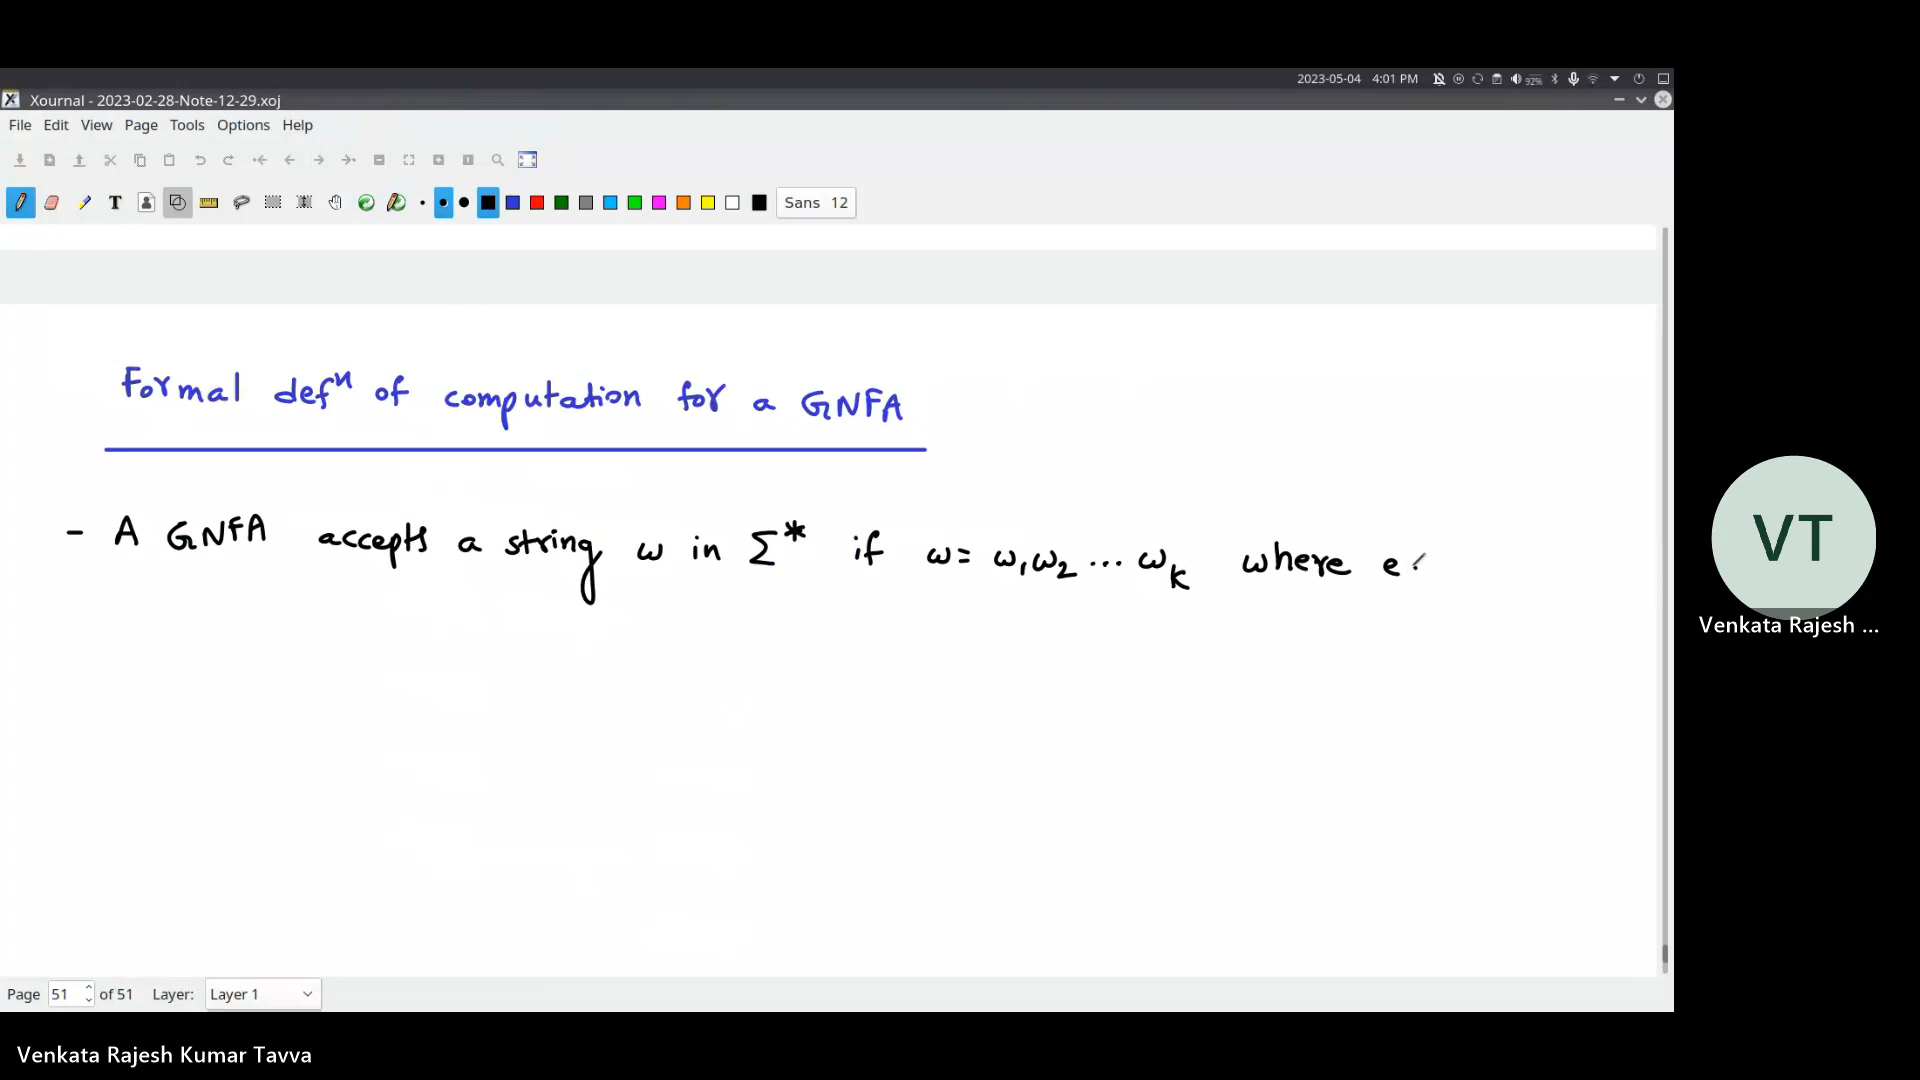 2023-05-04 4:01 PM 92%
Xournal - 2023-02-28-Note-12-29.xoj
File Edit View Page Tools Options Help
T Sans 12
Formal defⁿ of computation for a GNFA
- A GNFA accepts a string w in Σ* if w = w₁w₂ ... wₖ where e
VT
Venkata Rajesh ...
Page 51 of 51 Layer: Layer 1
Venkata Rajesh Kumar Tavva